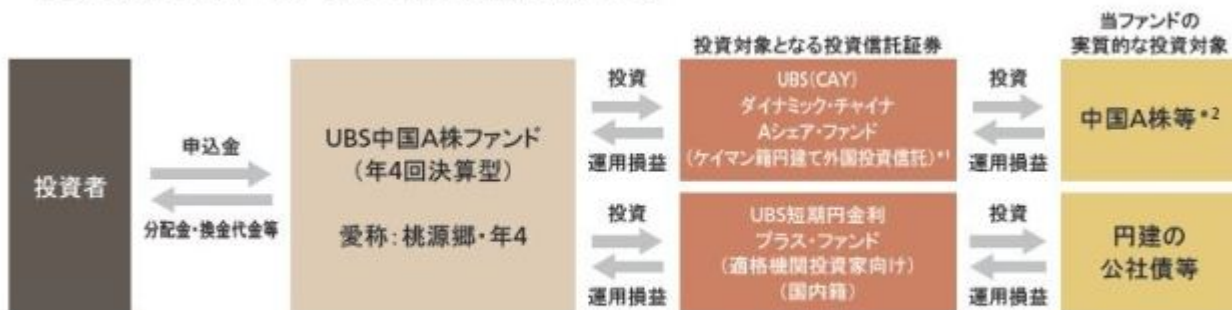 当ファンドの
実質的な投資対象
投資対象となる投資信託証券
投資者
申込金
分配金・換金代金等
UBS中国A株ファンド
(年4回決算型)
愛称:桃源郷・年4
投資
運用損益
UBS(CAY)
ダイナミック・チャイナ
Aシェア・ファンド
(ケイマン籍円建て外国投資信託)*1
投資
運用損益
中国A株等*2
投資
運用損益
UBS短期円金利
プラス・ファンド
(適格機関投資家向け)
(国内籍)
投資
運用損益
円建の
公社債等